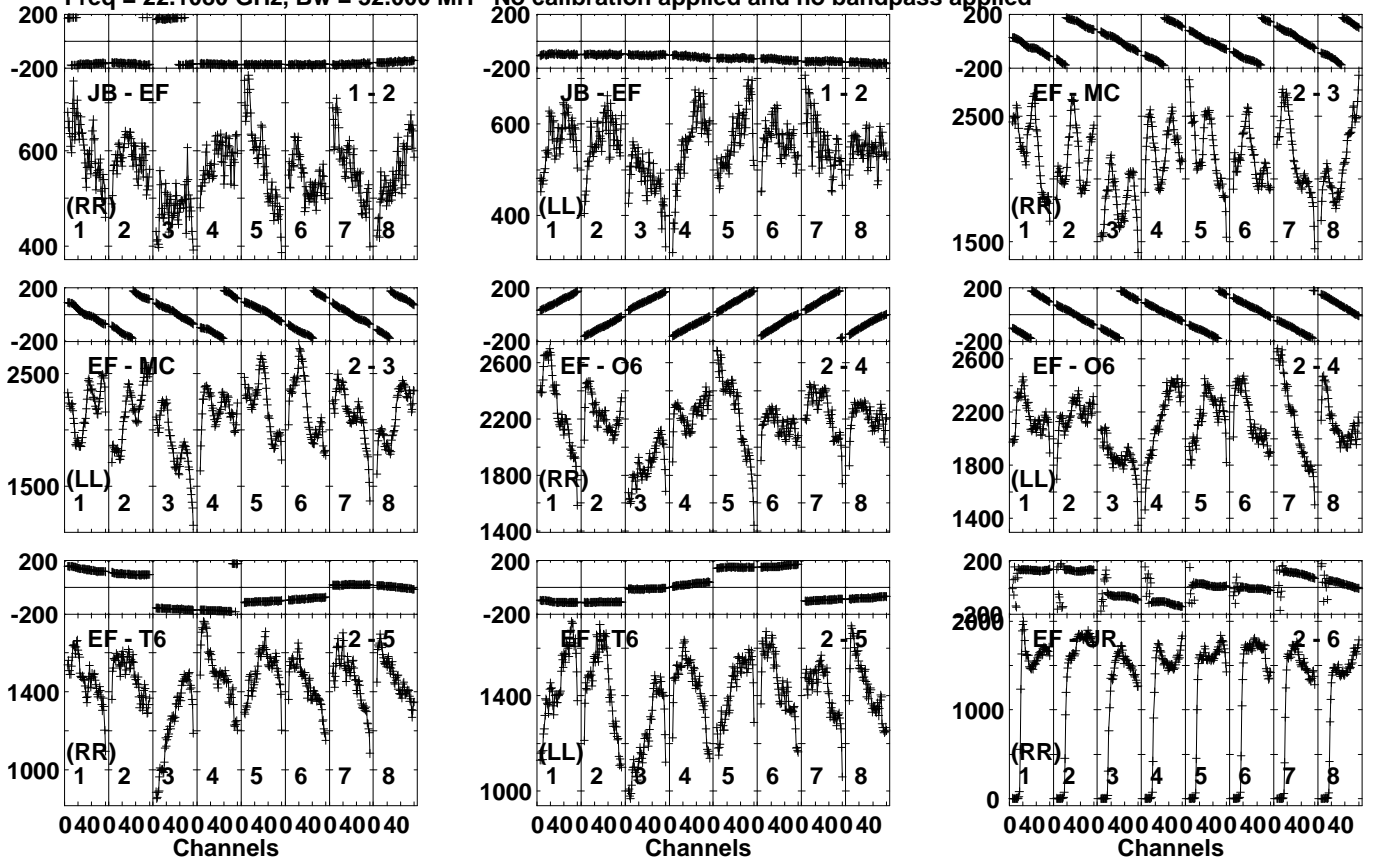 Freq = 22.1080 GHz, Bw = 32.000 MH No calibration applied and no bandpass applied
200 200 200
-200 -200 -200
JB - EF 1 - 2 JB - EF 1 - 2 EF - MC 2 - 3
600 600 2500
(RR) (LL) (RR)
400 400 1500
1 2 3 4 5 6 7 8 1 2 3 4 5 6 7 8 1 2 3 4 5 6 7 8
200 200 200
-200 -200 -200
EF - MC 2 - 3 EF - O6 2 - 4 EF - O6 2 - 4
2500 2600 2600
2200 2200
1500 1800 1800
(LL) (RR) (LL)
1 2 3 4 5 6 7 8 1 2 3 4 5 6 7 8 1 2 3 4 5 6 7 8
1400 1400
200 200 200
-200 -200 -200
2000
EF - T6 2 - 5 EF - T6 2 - 5 EF - UR 2 - 6
1400 1400 1000
(RR) (LL) (RR)
1000 1000 0
1 2 3 4 5 6 7 8 1 2 3 4 5 6 7 8 1 2 3 4 5 6 7 8
0 40 0 40 0 40 0 40 0 40 0 40 0 40 0 40 0 40 0 40 0 40 0 40 0 40 0 40 0 40 0 40 0 40 0 40 0 40 0 40 0 40 0 40 0 40 0 40
Channels Channels Channels